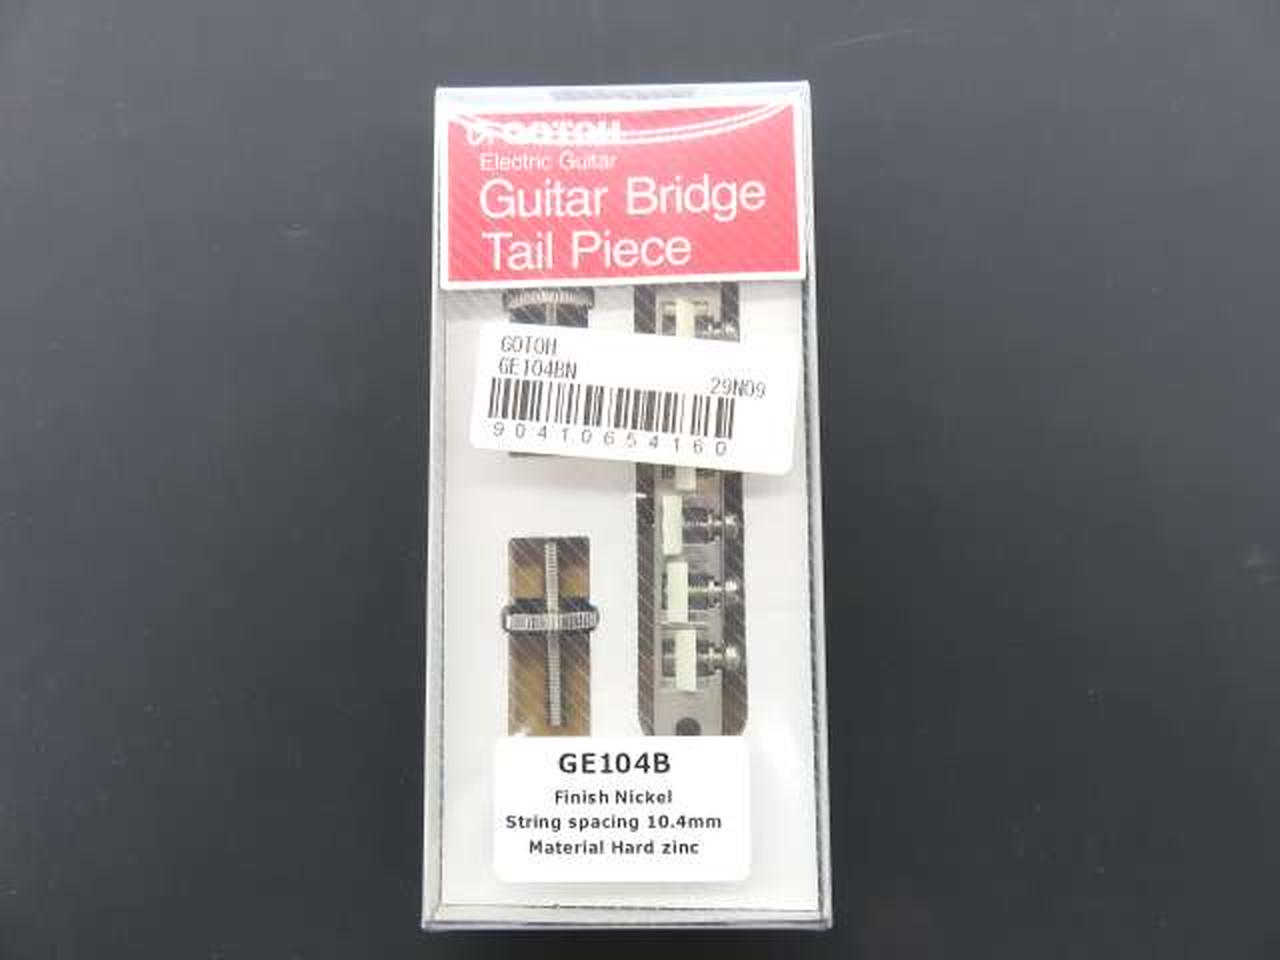 GOTOH
Electric Guitar
Guitar Bridge
Tail Piece
GOTOH
GE104BN
29N09
90410654160
GE104B
Finish Nickel
String spacing 10.4mm
Material Hard zinc